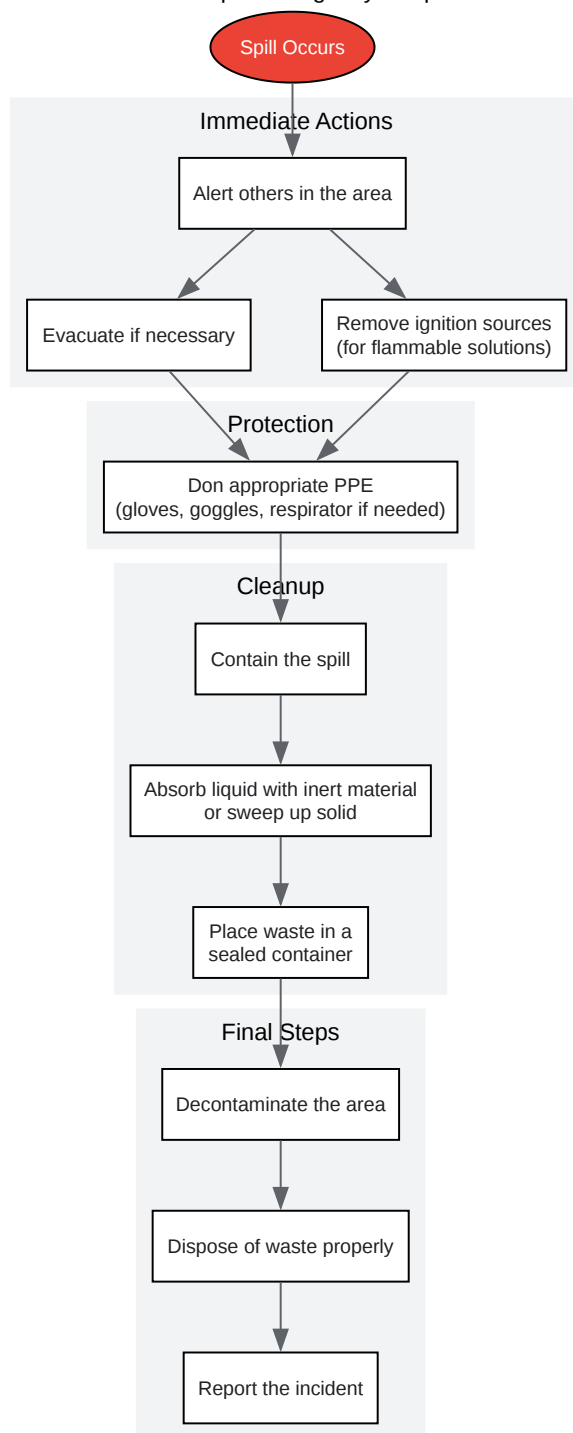 Spill Occurs
Immediate Actions
Alert others in the area
Evacuate if necessary
Remove ignition sources
(for flammable solutions)
Protection
Don appropriate PPE
(gloves, goggles, respirator if needed)
Cleanup
Contain the spill
Absorb liquid with inert material
or sweep up solid
Place waste in a
sealed container
Final Steps
Decontaminate the area
Dispose of waste properly
Report the incident